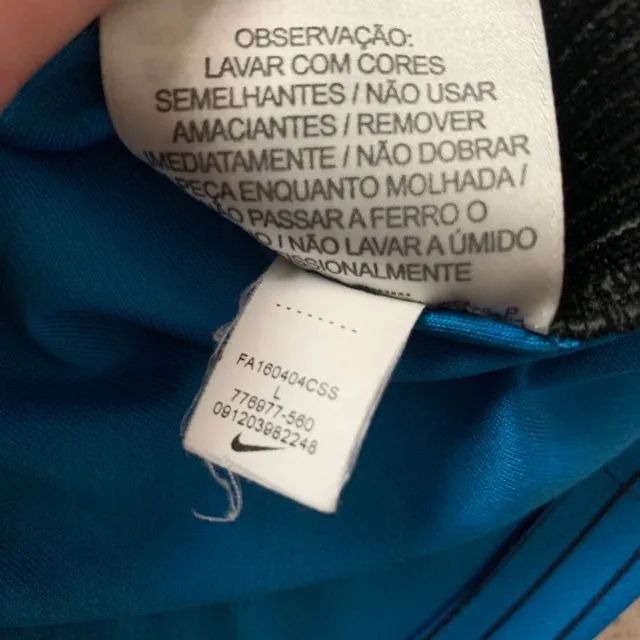 OBSERVAÇÃO:
LAVAR COM CORES
SEMELHANTES / NÃO USAR
AMACIANTES / REMOVER
IMEDIATAMENTE / NÃO DOBRAR
PEÇA ENQUANTO MOLHADA /
PASSAR A FERRO O
/ NÃO LAVAR A ÚMIDO
FA160404CSS
L
776977-560
091203962246